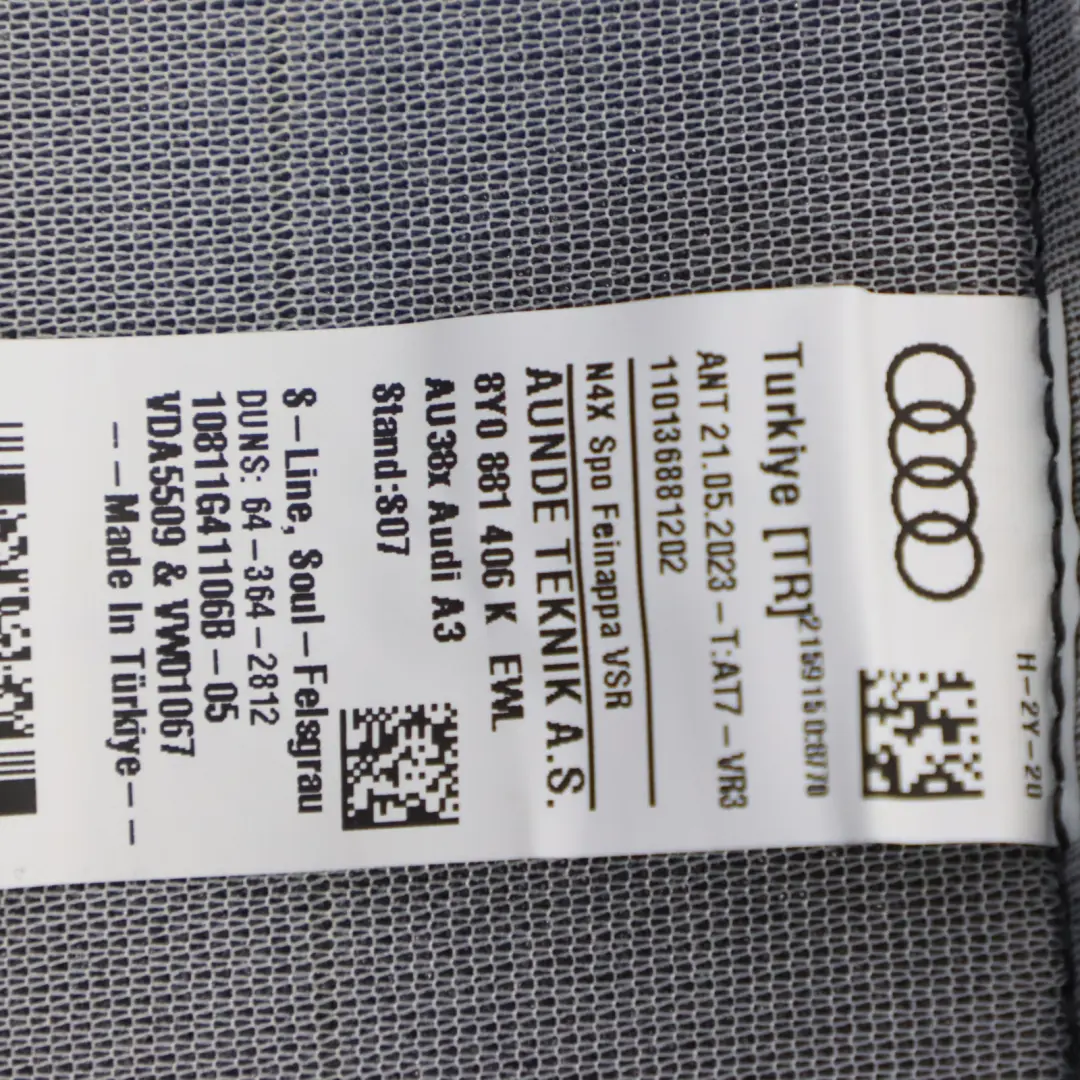 H-2Y-20
Turkiye [TR]
ANT 21.05.2023-T:AT7-VR3
11013688 1202
N4X Spo Feinappa VSR
AUNDE TEKNIK A.S.
8Y0 881 406 K EWL
AU38x Audi A3
Stand:S07
S-Line, Soul-Felsgrau
DUNS: 64-364-2812
10811G41106B-05
VDA5509 & VW01067
--Made In Türkiye--